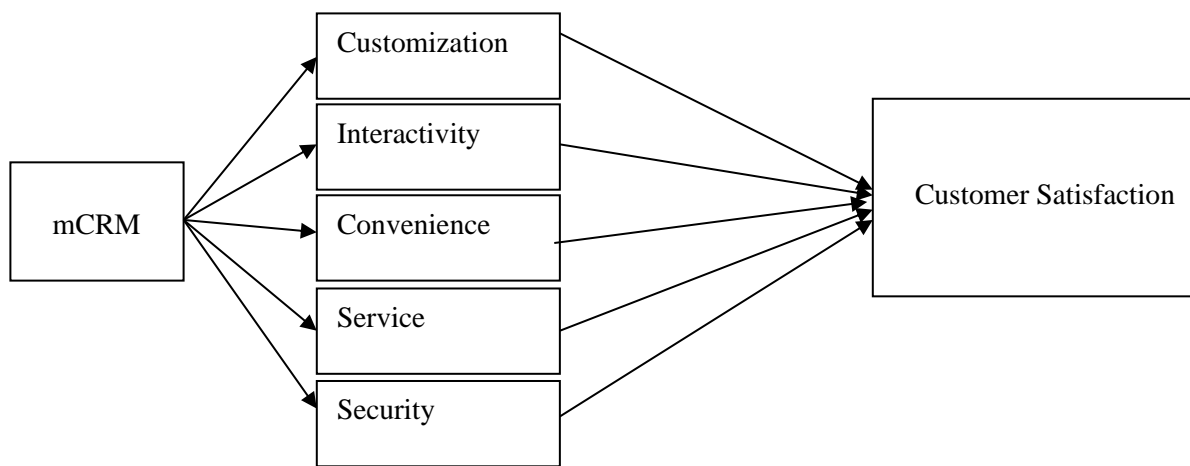 mCRM
Customization
Interactivity
Convenience
Service
Security
Customer Satisfaction